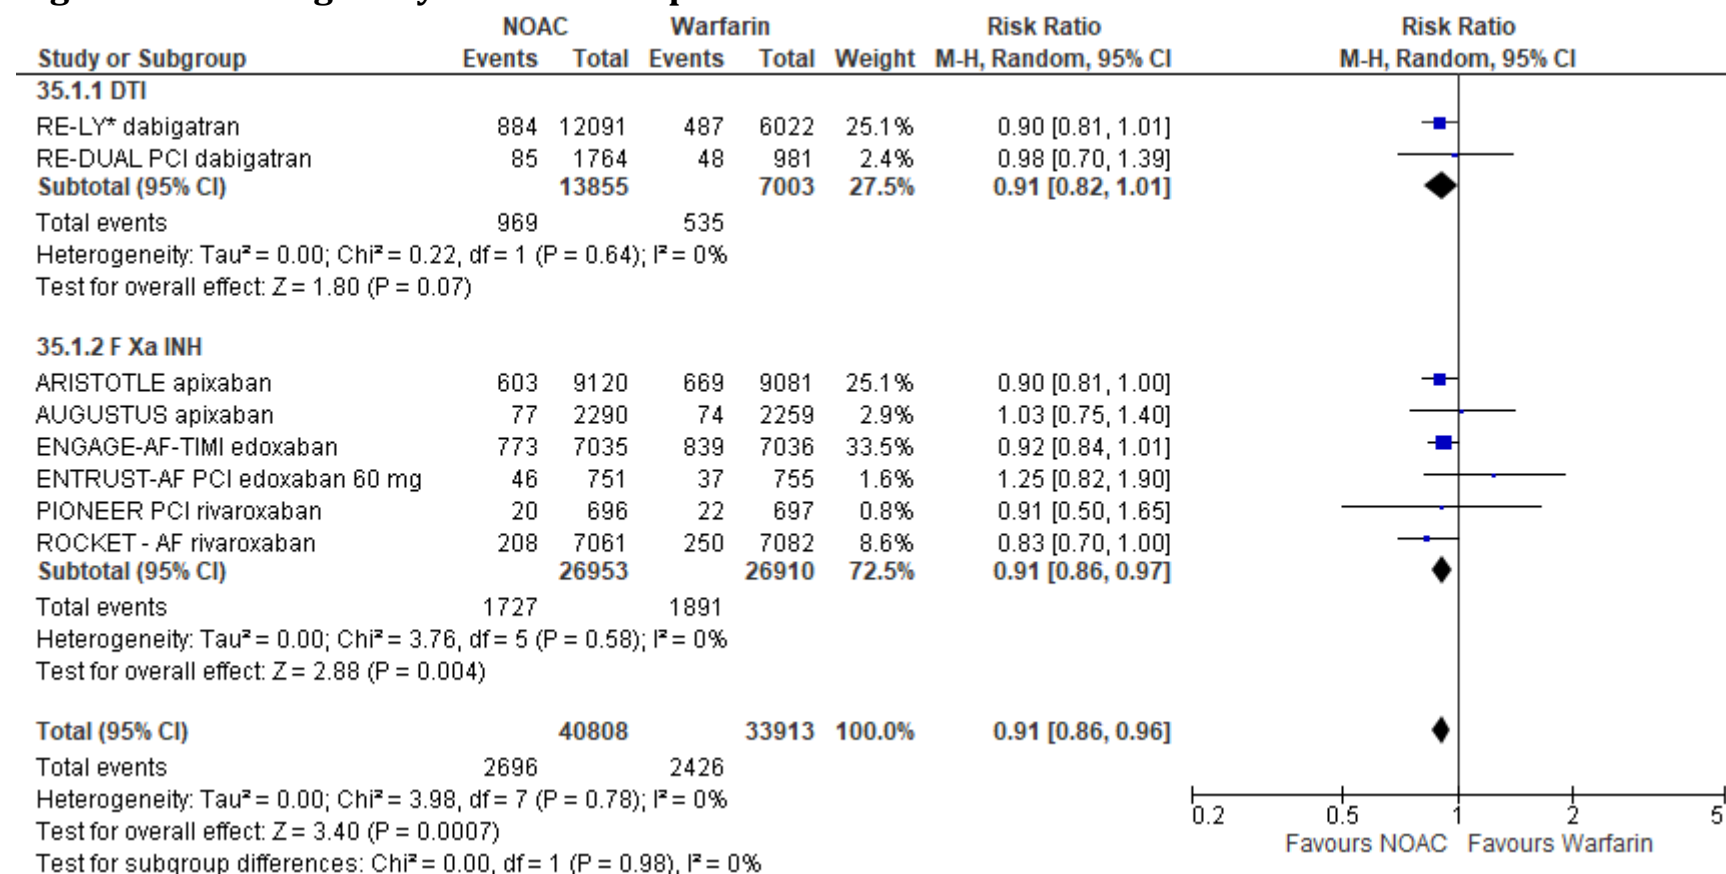 NOAC Warfarin Risk Ratio Risk Ratio
Study or Subgroup Events Total Events Total Weight M-H, Random, 95% CI M-H, Random, 95% CI
35.1.1 DTI
RE-LY* dabigatran 884 12091 487 6022 25.1% 0.90 [0.81, 1.01]
RE-DUAL PCI dabigatran 85 1764 48 981 2.4% 0.98 [0.70, 1.39]
Subtotal (95% CI) 13855 7003 27.5% 0.91 [0.82, 1.01]
Total events 969 535
Heterogeneity: Tau² = 0.00; Chi² = 0.22, df = 1 (P = 0.64); I² = 0%
Test for overall effect: Z = 1.80 (P = 0.07)
35.1.2 F Xa INH
ARISTOTLE apixaban 603 9120 669 9081 25.1% 0.90 [0.81, 1.00]
AUGUSTUS apixaban 77 2290 74 2259 2.9% 1.03 [0.75, 1.40]
ENGAGE-AF-TIMI edoxaban 773 7035 839 7036 33.5% 0.92 [0.84, 1.01]
ENTRUST-AF PCI edoxaban 60 mg 46 751 37 755 1.6% 1.25 [0.82, 1.90]
PIONEER PCI rivaroxaban 20 696 22 697 0.8% 0.91 [0.50, 1.65]
ROCKET - AF rivaroxaban 208 7061 250 7082 8.6% 0.83 [0.70, 1.00]
Subtotal (95% CI) 26953 26910 72.5% 0.91 [0.86, 0.97]
Total events 1727 1891
Heterogeneity: Tau² = 0.00; Chi² = 3.76, df = 5 (P = 0.58); I² = 0%
Test for overall effect: Z = 2.88 (P = 0.004)
Total (95% CI) 40808 33913 100.0% 0.91 [0.86, 0.96]
Total events 2696 2426
Heterogeneity: Tau² = 0.00; Chi² = 3.98, df = 7 (P = 0.78); I² = 0%
Test for overall effect: Z = 3.40 (P = 0.0007)
Test for subgroup differences: Chi² = 0.00, df = 1 (P = 0.98), I² = 0%
0.2 0.5 1 2 5
Favours NOAC Favours Warfarin